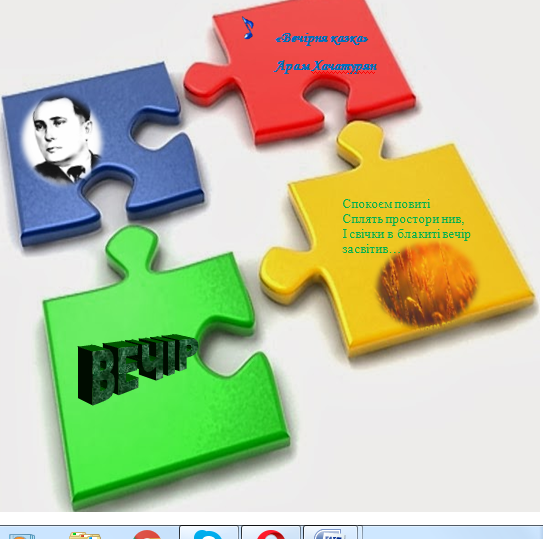 «Вечірня казка»
Арам Хачатурян
Спокоєм повиті
Сплять простори нив,
І свічки в блакиті вечір
засвітив…
ВЕЧІР